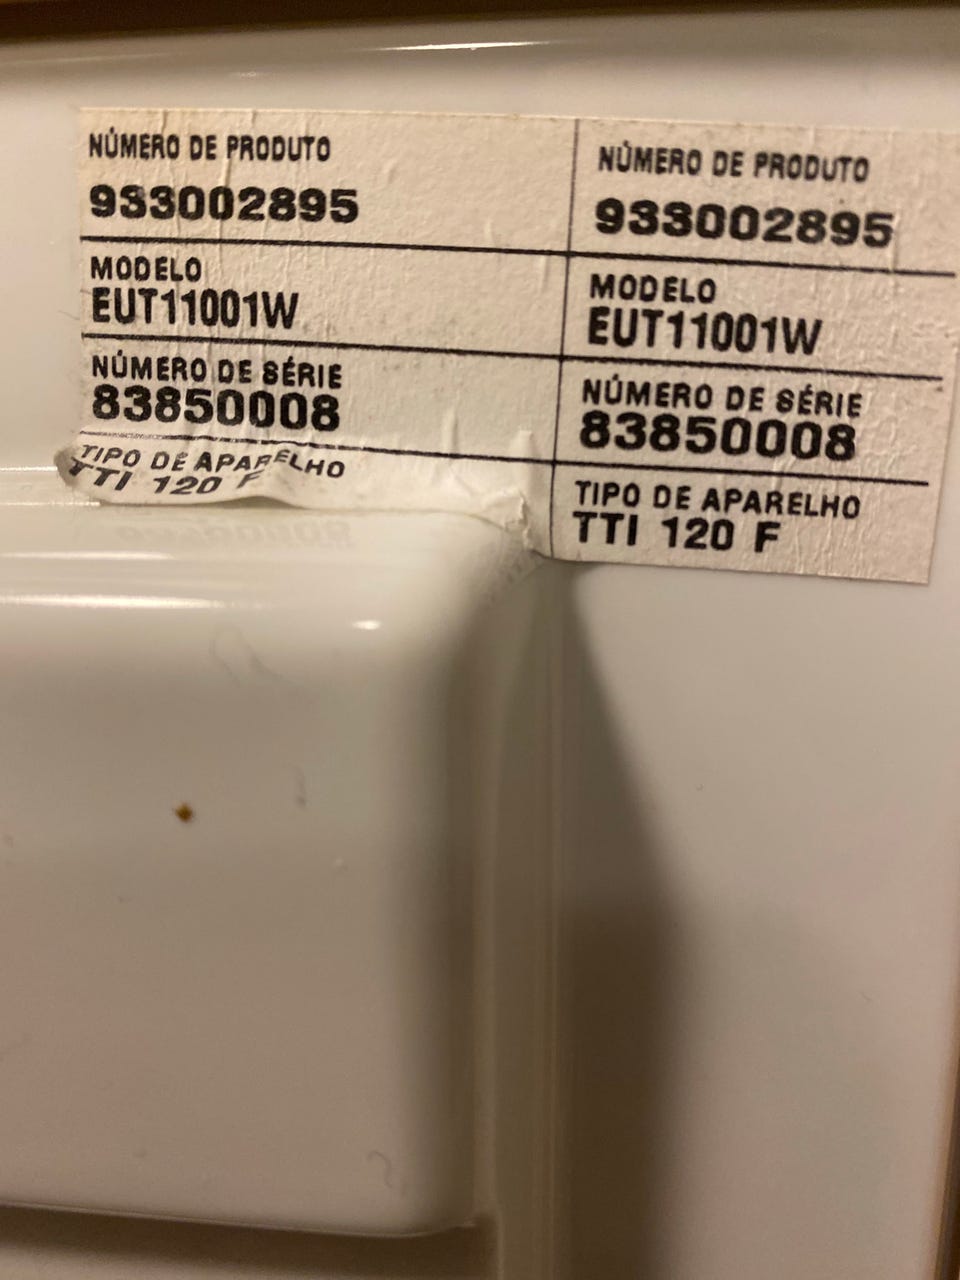 NÚMERO DE PRODUTO
933002895
MODELO
EUT11001W
NÚMERO DE SÉRIE
83850008
TIPO DE APARELHO
TTI 120 F
NÚMERO DE PRODUTO
933002895
MODELO
EUT11001W
NÚMERO DE SÉRIE
83850008
TIPO DE APARELHO
TTI 120 F